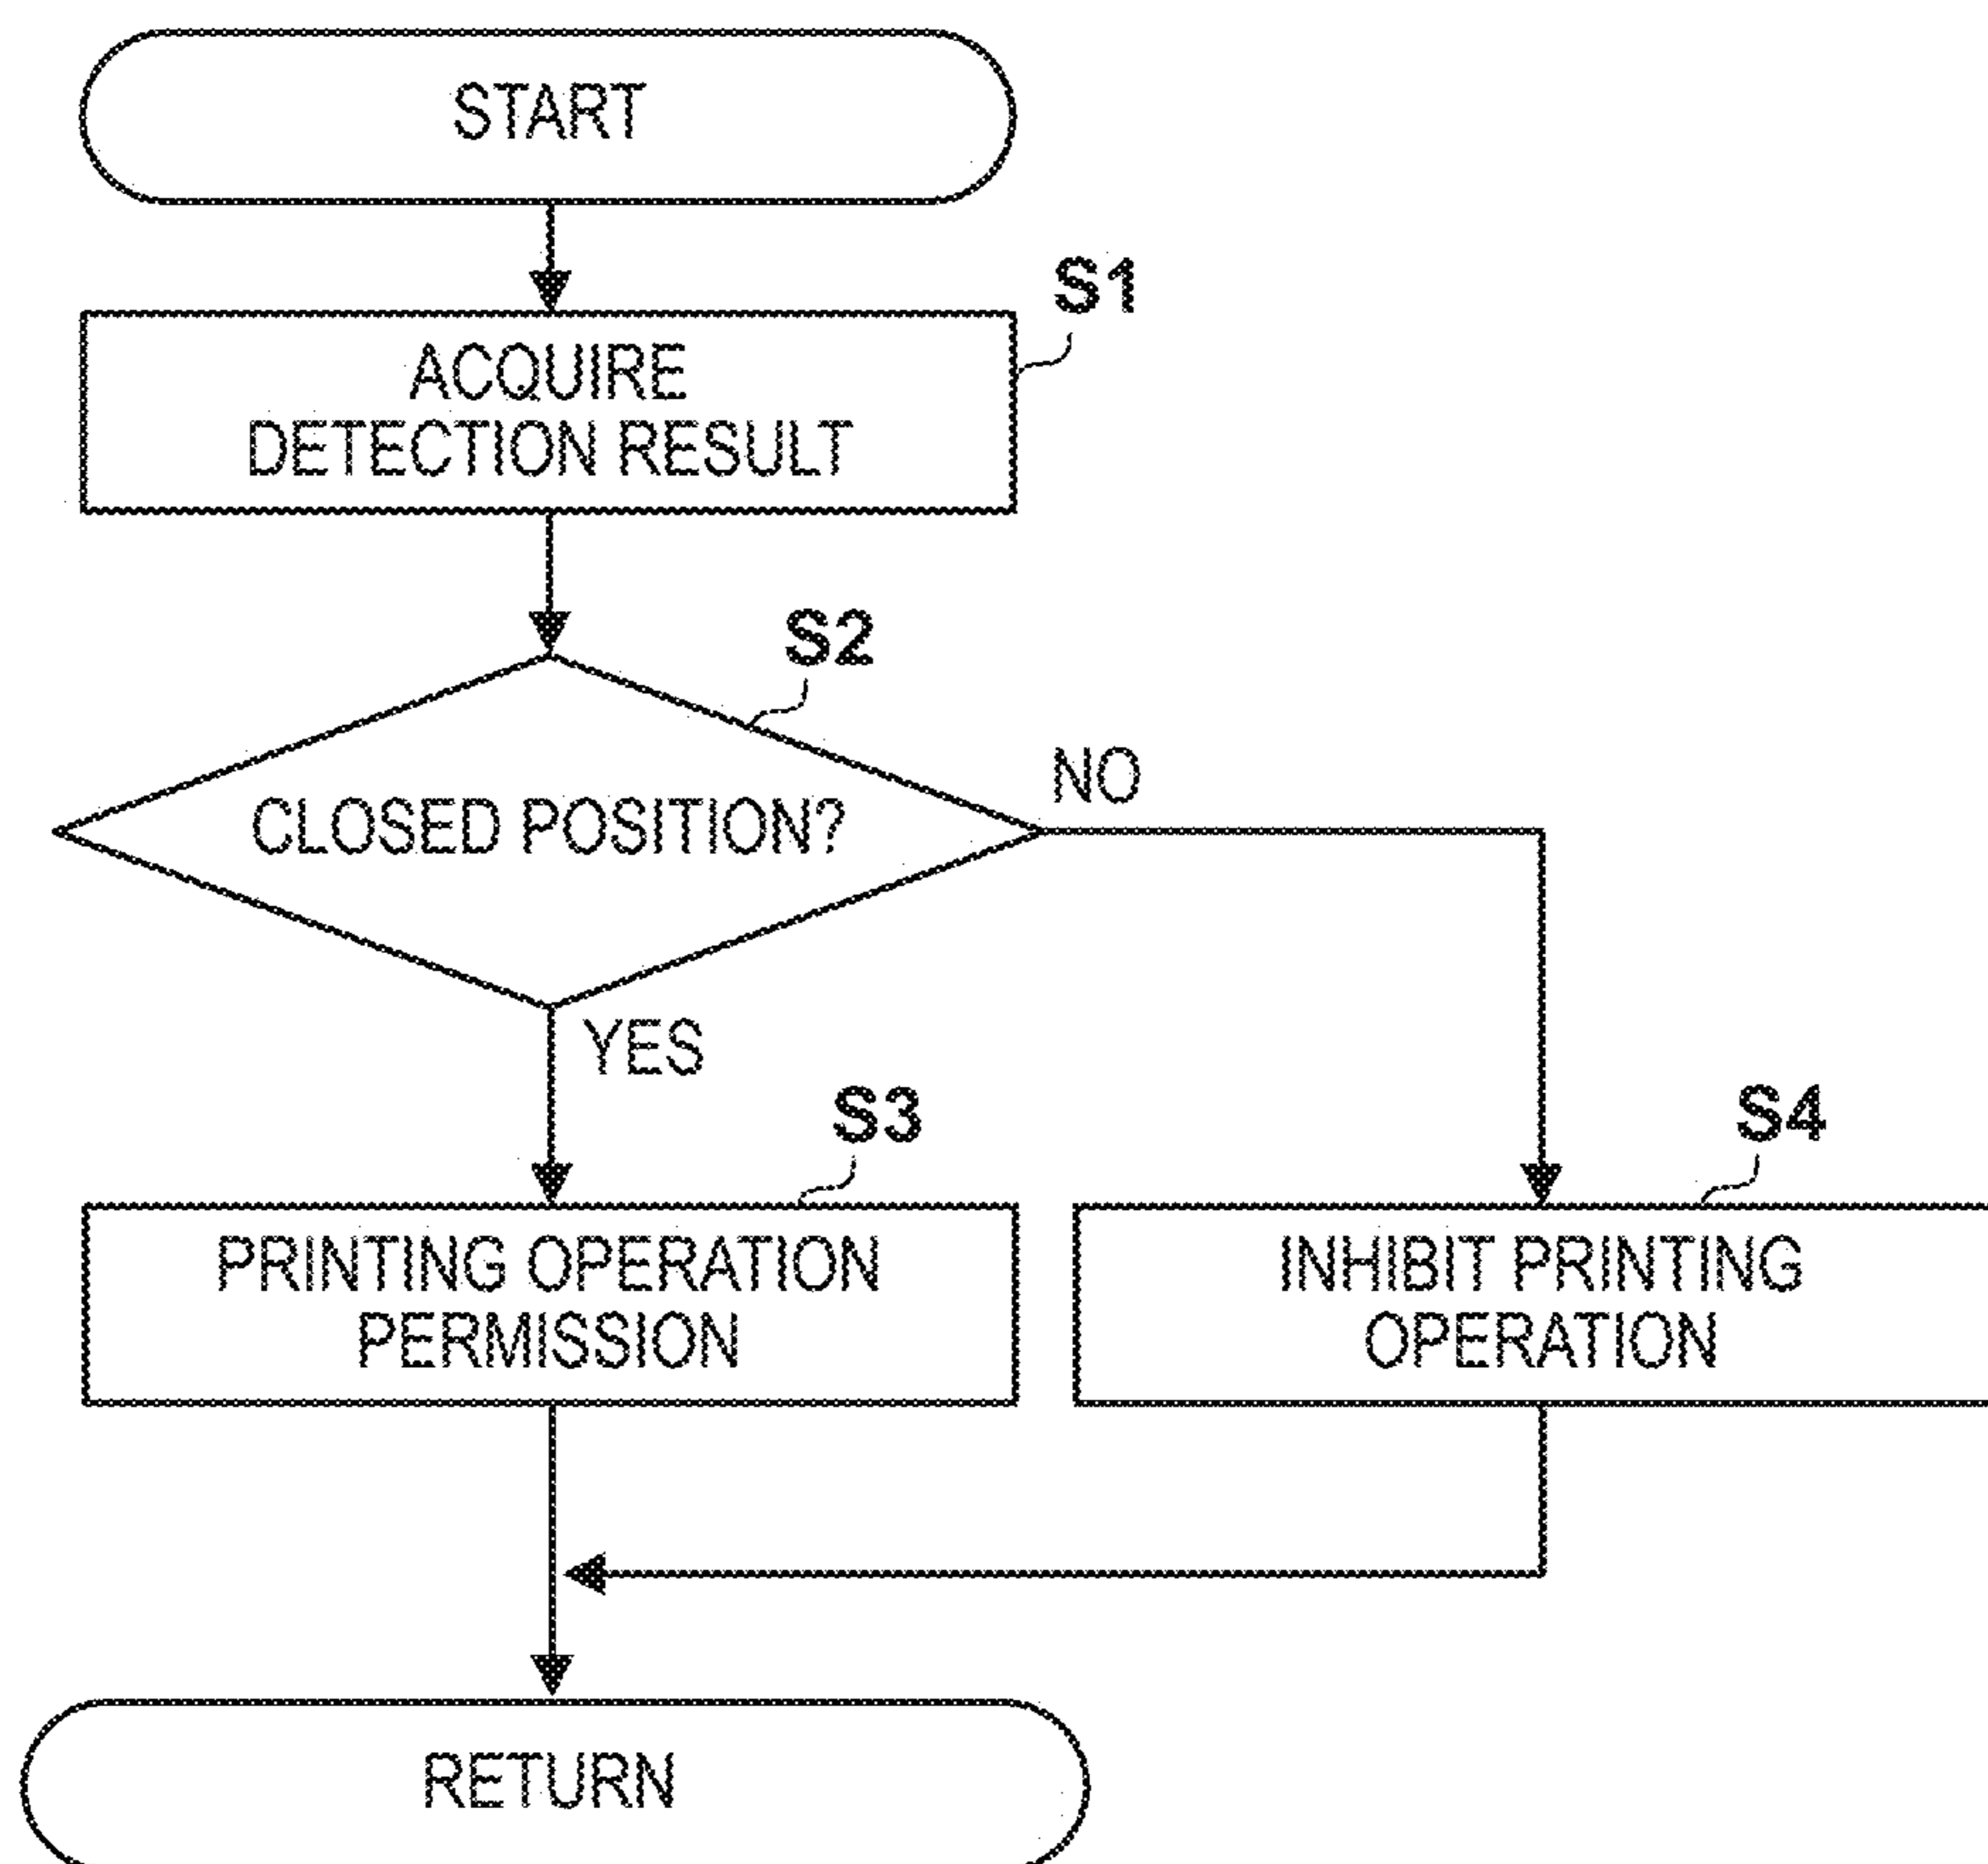 START
S1
ACQUIRE
DETECTION RESULT
S2
CLOSED POSITION?
NO
YES
S3
S4
PRINTING OPERATION
PERMISSION
INHIBIT PRINTING
OPERATION
RETURN